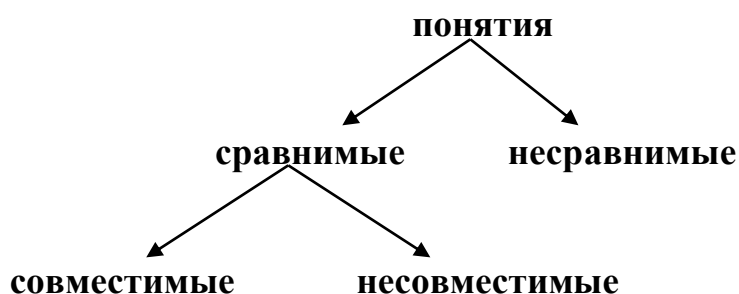 понятия
сравнимые несравнимые
совместимые несовместимые